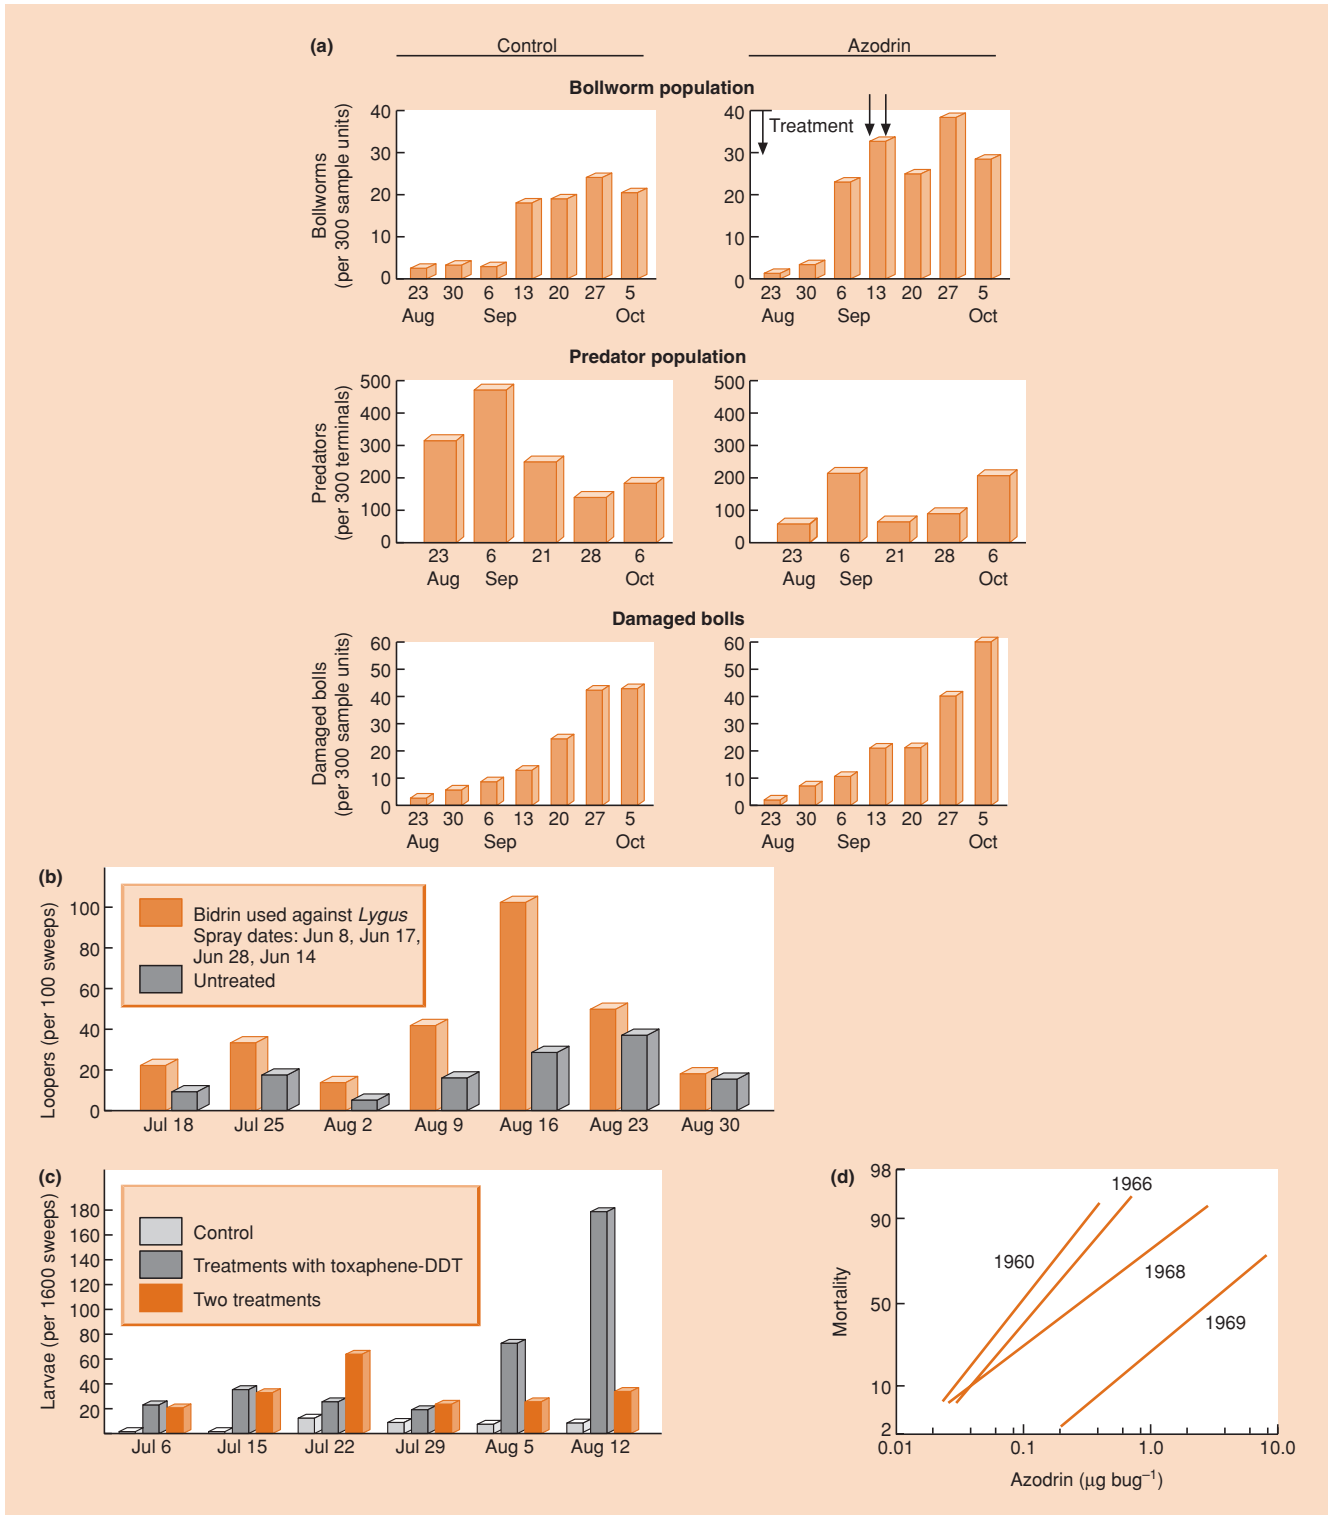 (a)
Control
Azodrin
Bollworm population
Bollworms
(per 300 sample units)
40
30
20
10
0
23 30 6 13 20 27 5
Aug Sep Oct
Treatment
40
30
20
10
0
23 30 6 13 20 27 5
Aug Sep Oct
Predator population
Predators
(per 300 terminals)
500
400
300
200
100
0
23 6 21 28 6
Aug Sep Oct
500
400
300
200
100
0
23 6 21 28 6
Aug Sep Oct
Damaged bolls
Damaged bolls
(per 300 sample units)
60
50
40
30
20
10
0
23 30 6 13 20 27 5
Aug Sep Oct
60
50
40
30
20
10
0
23 30 6 13 20 27 5
Aug Sep Oct
(b)
Loopers (per 100 sweeps)
100
80
60
40
20
0
Bidrin used against Lygus
Spray dates: Jun 8, Jun 17,
Jun 28, Jun 14
Untreated
Jul 18 Jul 25 Aug 2 Aug 9 Aug 16 Aug 23 Aug 30
(c)
Larvae (per 1600 sweeps)
180
160
140
120
100
80
60
40
20
Control
Treatments with toxaphene-DDT
Two treatments
Jul 6 Jul 15 Jul 22 Jul 29 Aug 5 Aug 12
(d)
Mortality
98
90
50
10
2
1966
1960
1968
1969
0.01 0.1 1.0 10.0
Azodrin (µg bug⁻¹)